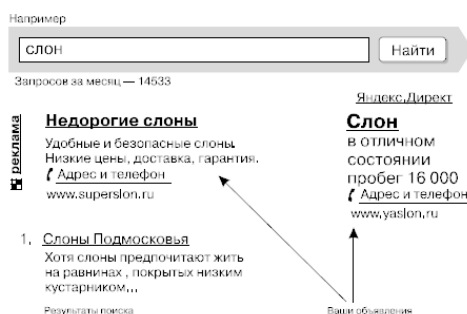 Например
слон
Найти
Запросов за месяц — 14533
реклама
Недорогие слоны
Удобные и безопасные слоны.
Низкие цены, доставка, гарантия.
Адрес и телефон
www.superslon.ru
Яндекс.Директ
Слон
в отличном
состоянии
пробег 16 000
Адрес и телефон
www.yaslon.ru
1. Слоны Подмосковья
Хотя слоны предпочитают жить
на равнинах , покрытых низким
кустарником...
Результаты поиска
Ваши объявления